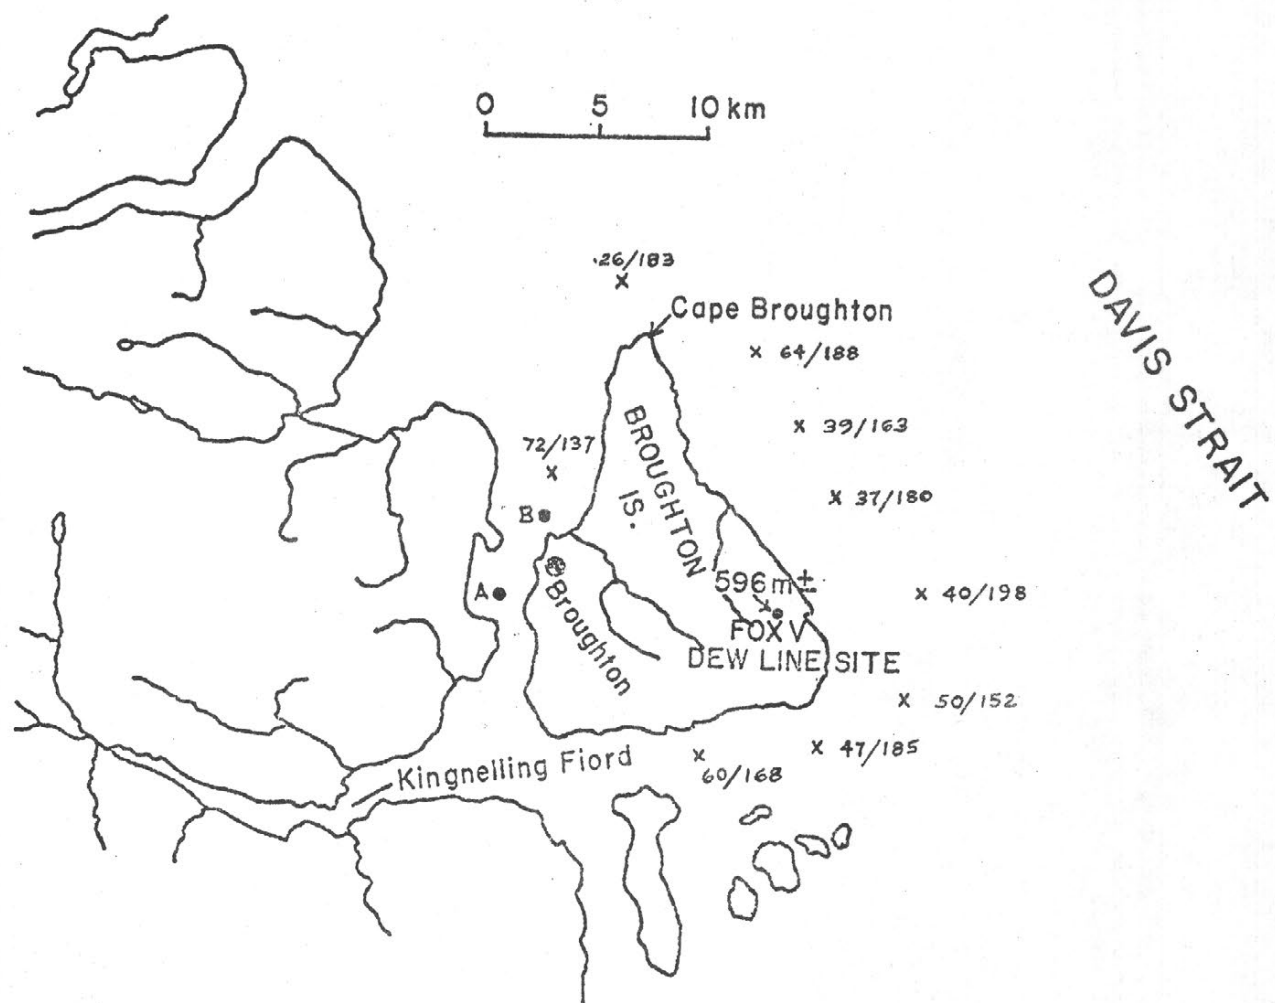 0 5 10 km
.26/183
x
Cape Broughton
x 64/188
DAVIS STRAIT
x 39/163
72/137
x
BROUGHTON
IS.
x 37/180
B
A
596m±
x
x 40/198
Broughton
FOX V
DEW LINE SITE
x 50/152
x 47/185
x
60/168
Kingnelling Fiord